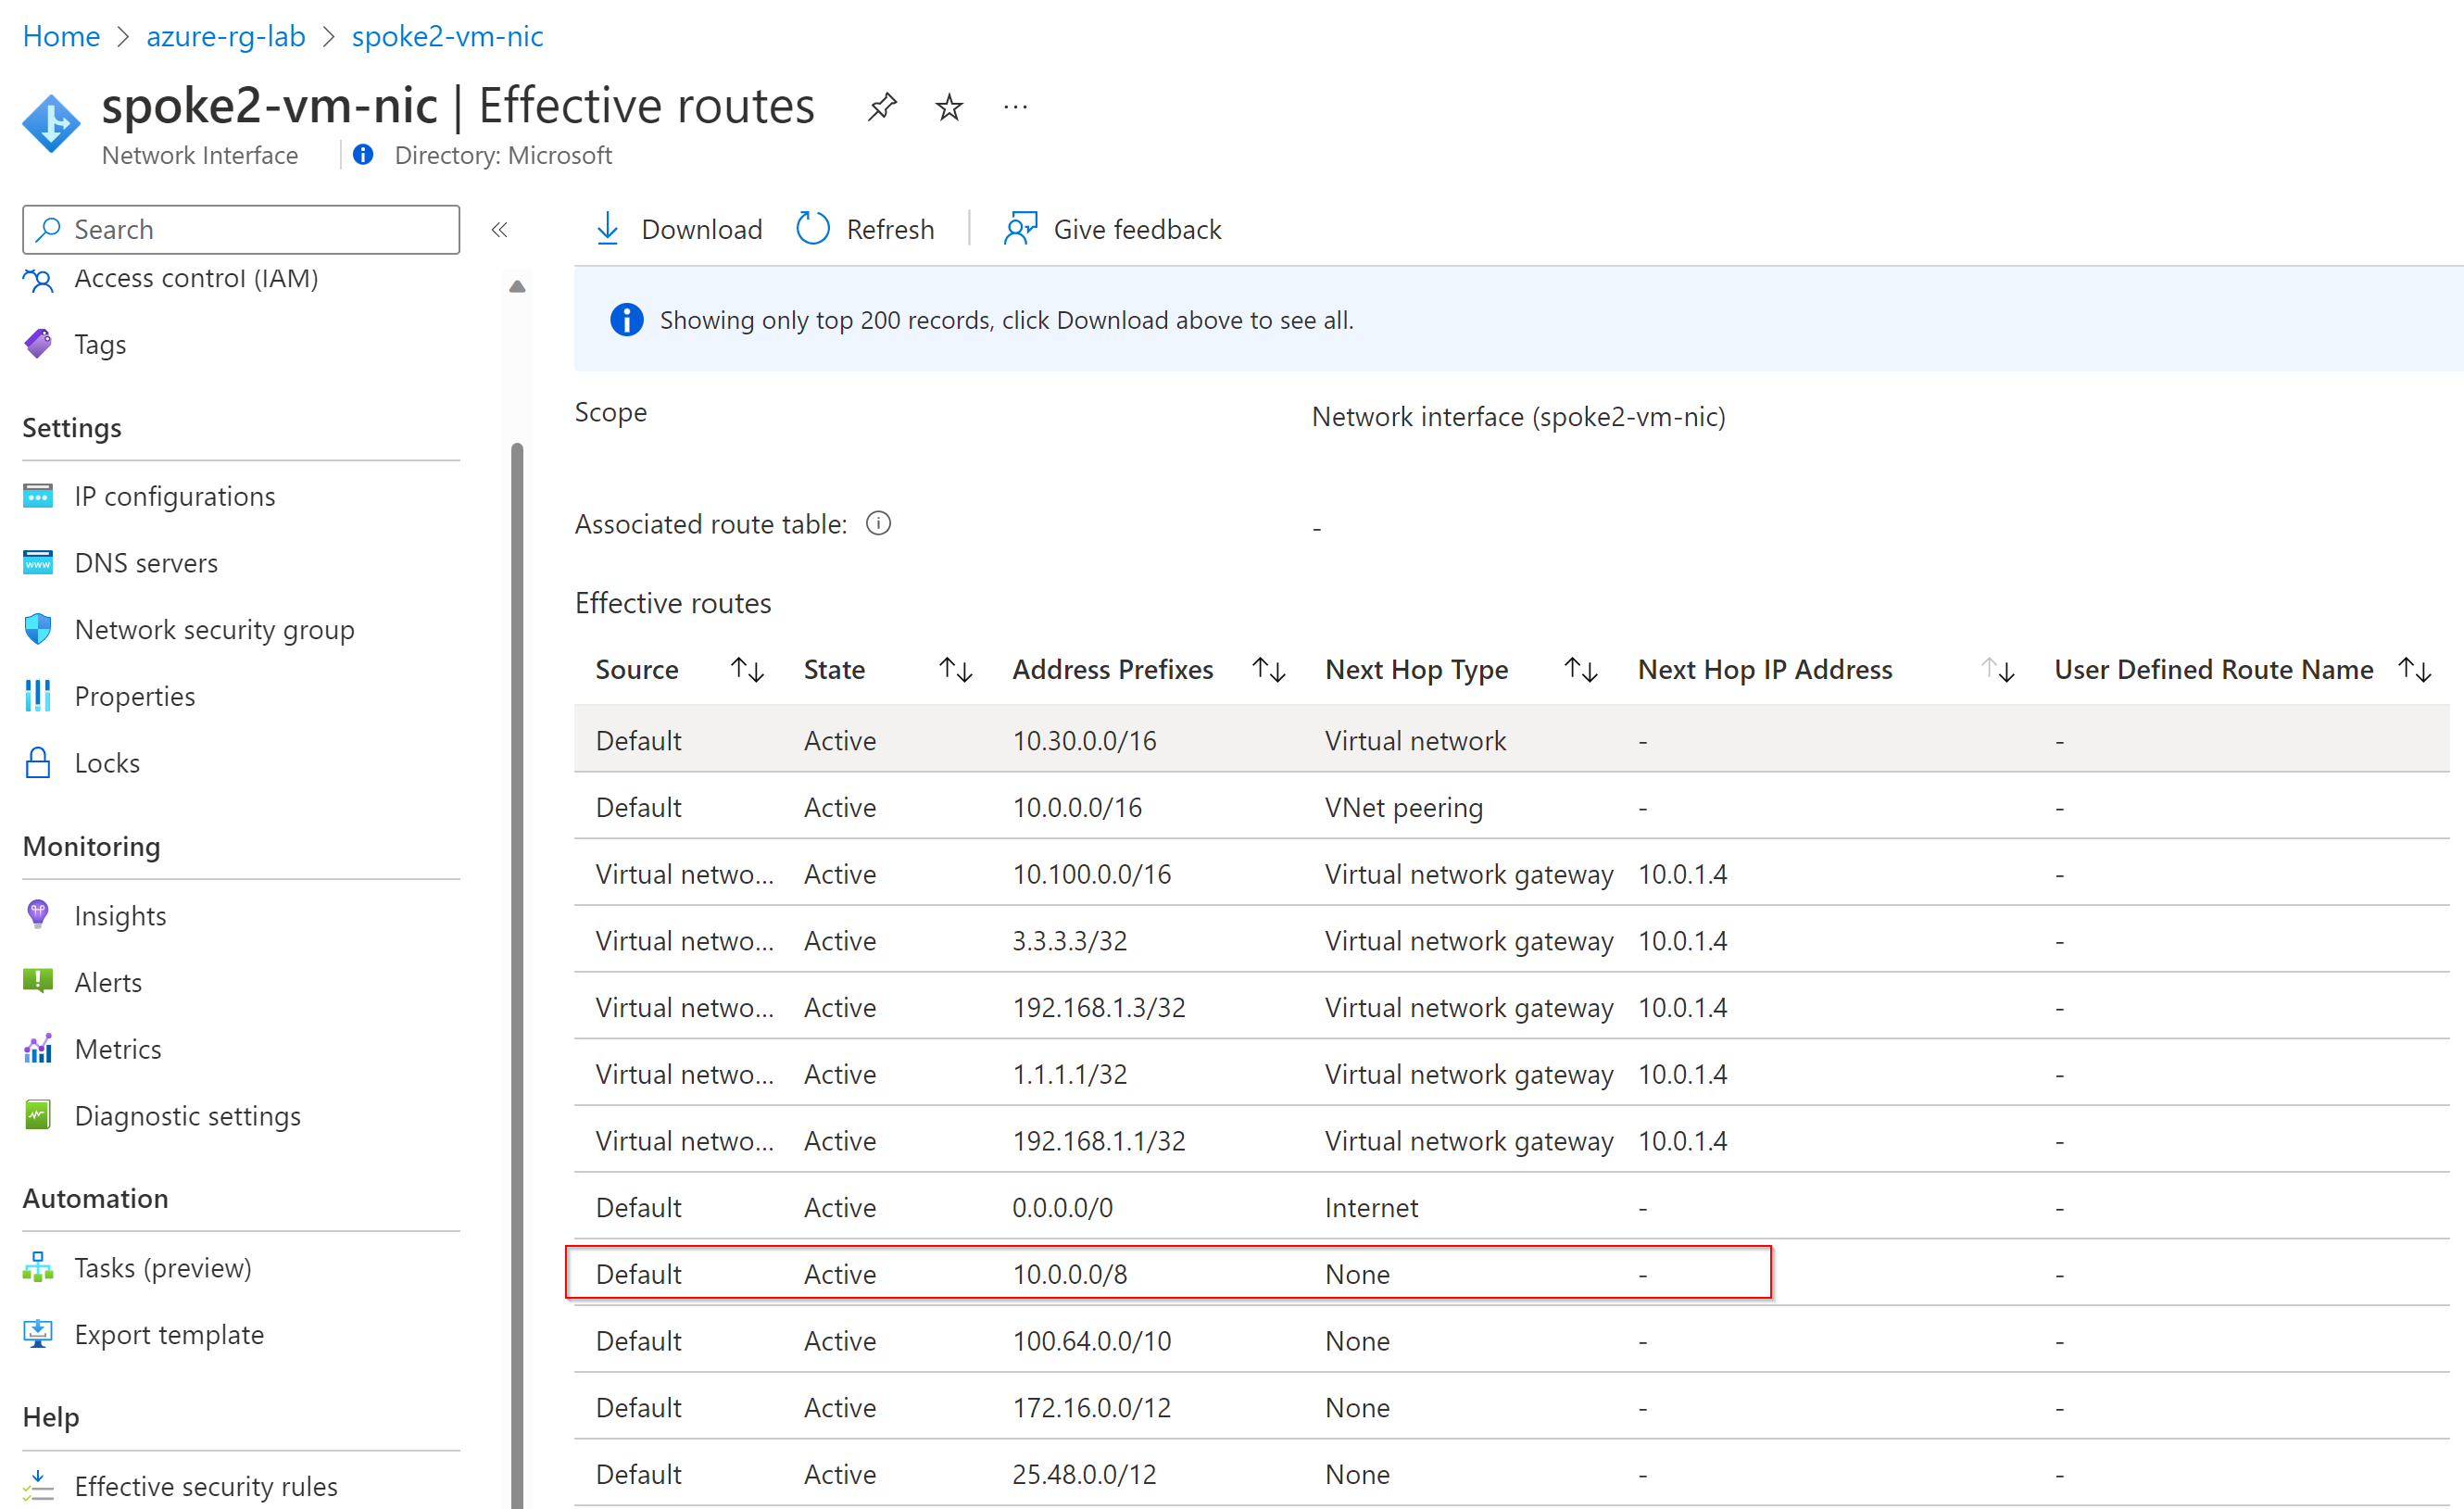 Home > azure-rg-lab > spoke2-vm-nic
spoke2-vm-nic | Effective routes
Network Interface
Directory: Microsoft
Search
Access control (IAM)
Tags
Settings
IP configurations
DNS servers
Network security group
Properties
Locks
Monitoring
Insights
Alerts
Metrics
Diagnostic settings
Automation
Tasks (preview)
Export template
Help
Effective security rules
Download Refresh Give feedback
Showing only top 200 records, click Download above to see all.
Scope Network interface (spoke2-vm-nic)
Associated route table: -
Effective routes
Source State Address Prefixes Next Hop Type Next Hop IP Address User Defined Route Name
Default Active 10.30.0.0/16 Virtual network - -
Default Active 10.0.0.0/16 VNet peering - -
Virtual netwo... Active 10.100.0.0/16 Virtual network gateway 10.0.1.4 -
Virtual netwo... Active 3.3.3.3/32 Virtual network gateway 10.0.1.4 -
Virtual netwo... Active 192.168.1.3/32 Virtual network gateway 10.0.1.4 -
Virtual netwo... Active 1.1.1.1/32 Virtual network gateway 10.0.1.4 -
Virtual netwo... Active 192.168.1.1/32 Virtual network gateway 10.0.1.4 -
Default Active 0.0.0.0/0 Internet - -
Default Active 10.0.0.0/8 None - -
Default Active 100.64.0.0/10 None - -
Default Active 172.16.0.0/12 None - -
Default Active 25.48.0.0/12 None - -